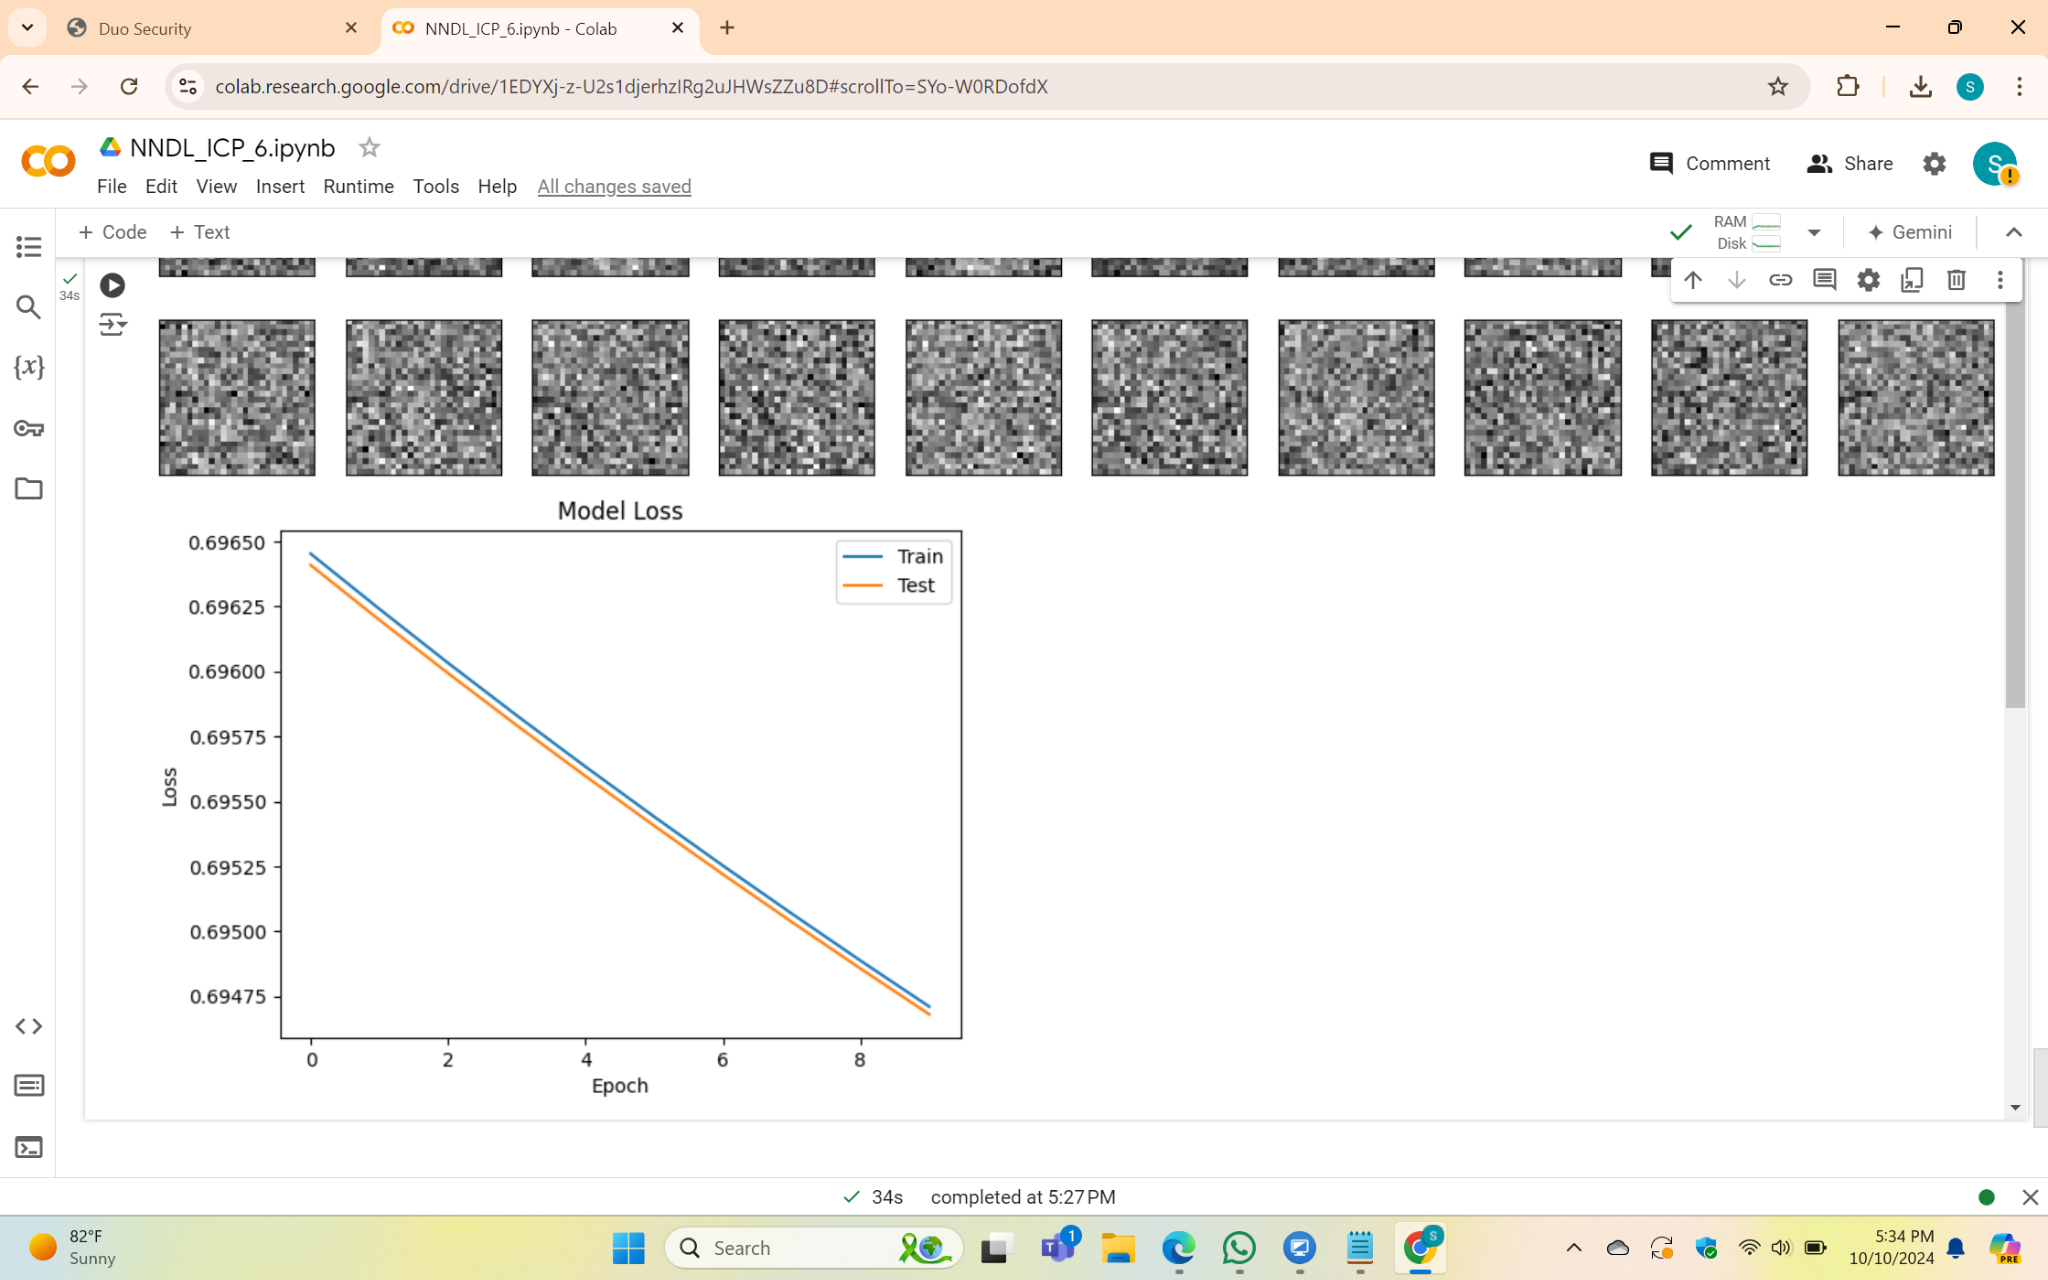 Duo Security
NNDL_ICP_6.ipynb - Colab
colab.research.google.com/drive/1EDYXj-z-U2s1djerhzIRg2uJHWsZZu8D#scrollTo=SYo-W0RDofdX
S
NNDL_ICP_6.ipynb
Comment
Share
S
File Edit View Insert Runtime Tools Help All changes saved
+ Code + Text
RAM
Disk
Gemini
34s
{x}
Model Loss
0.69650
0.69625
0.69600
0.69575
0.69550
0.69525
0.69500
0.69475
Loss
Train
Test
0 2 4 6 8
Epoch
34s completed at 5:27 PM
82°F
Sunny
Search
1
S
5:34 PM
10/10/2024
PRE